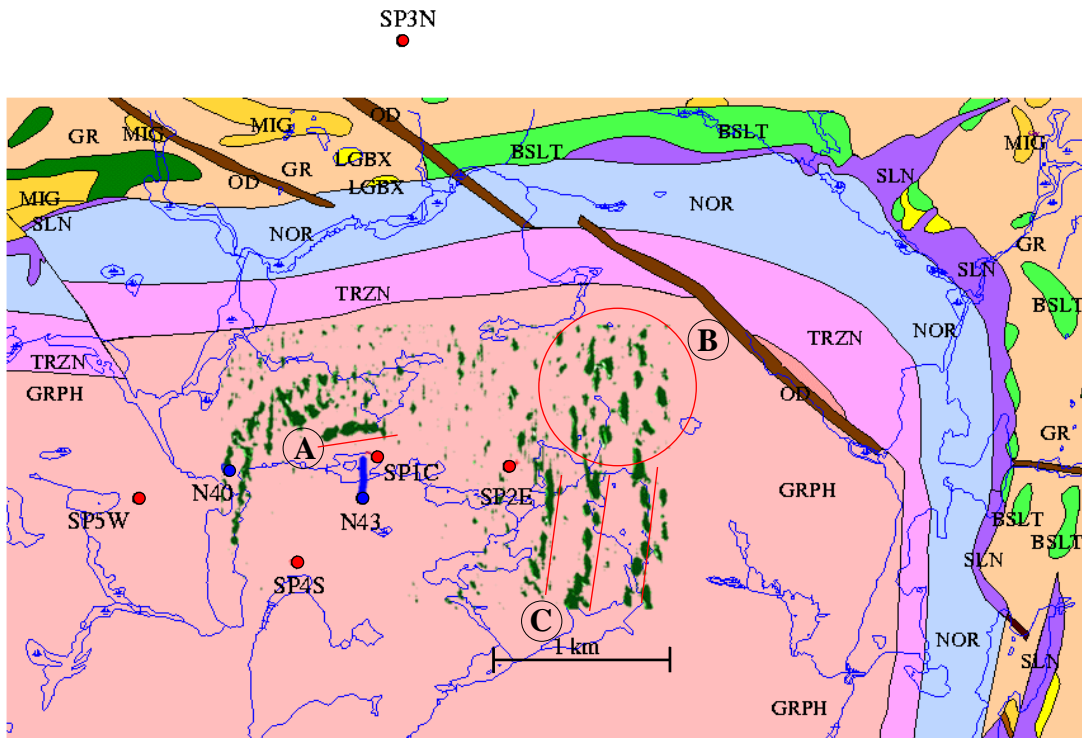 SP3N
OD
MIG
MIG
BSLT
BSLT
GR
GR
MIG
LGBX
SLN
OD
LGBX
MIG
NOR
SLN
NOR
GR
SLN
TRZN
BSLT
B
NOR
TRZN
TRZN
GRPH
OD
GR
A
SP1C
SP2E
N40
GRPH
SP5W
N43
BSLT
BSLT
SLN
SP4S
C
NOR
1 km
SLN
GRPH